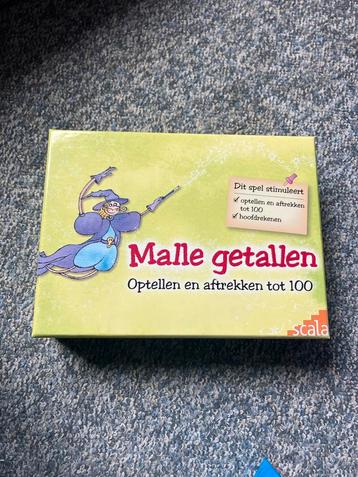 Dit spel stimuleert
optellen en aftrekken
tot 100
hoofdrekenen
Malle getallen
Optellen en aftrekken tot 100
scala